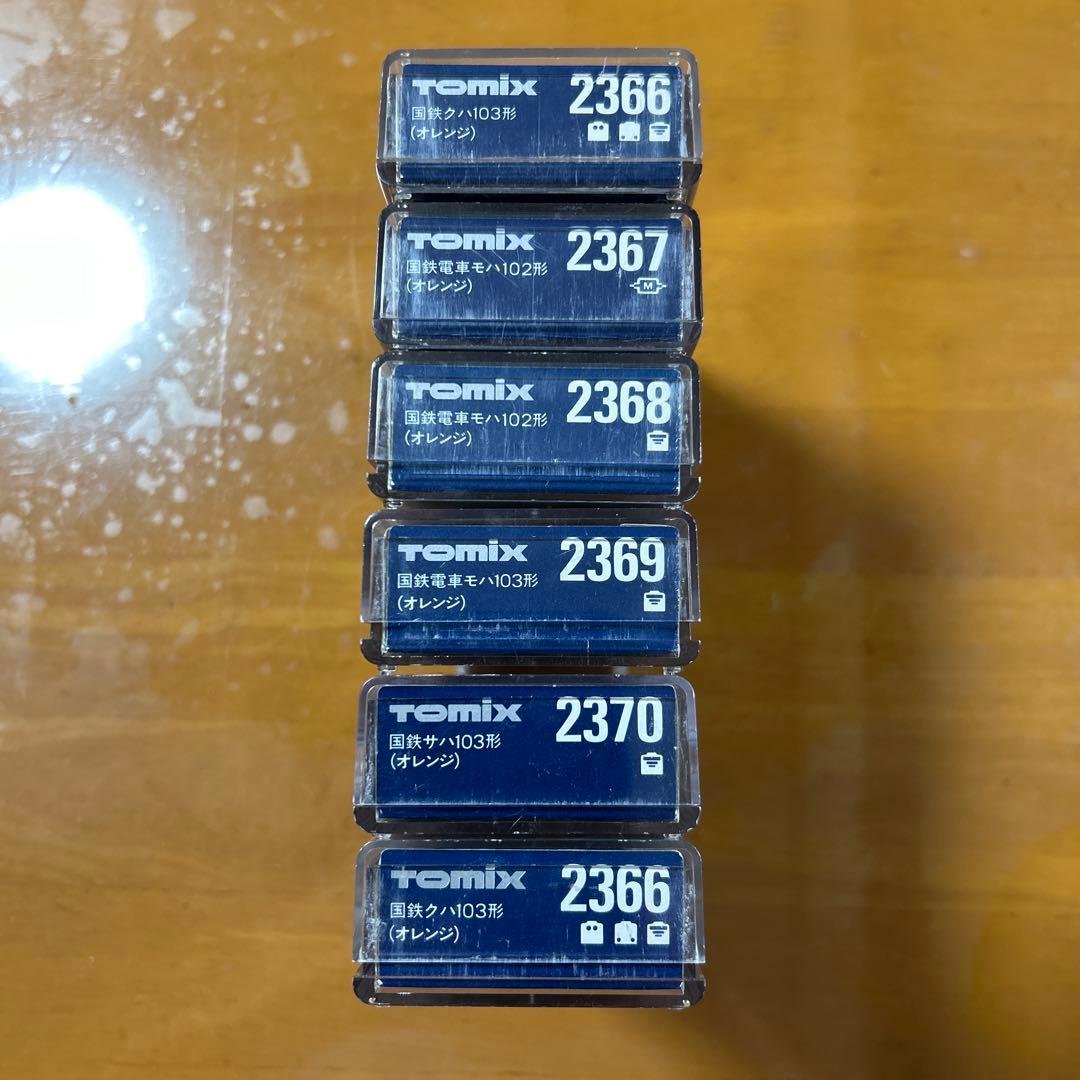 TOMIX 2366
国鉄クハ103形
(オレンジ)
TOMIX 2367
国鉄電車モハ102形
(オレンジ)
M
TOMIX 2368
国鉄電車モハ102形
(オレンジ)
TOMIX 2369
国鉄電車モハ103形
(オレンジ)
TOMIX 2370
国鉄サハ103形
(オレンジ)
TOMIX 2366
国鉄クハ103形
(オレンジ)